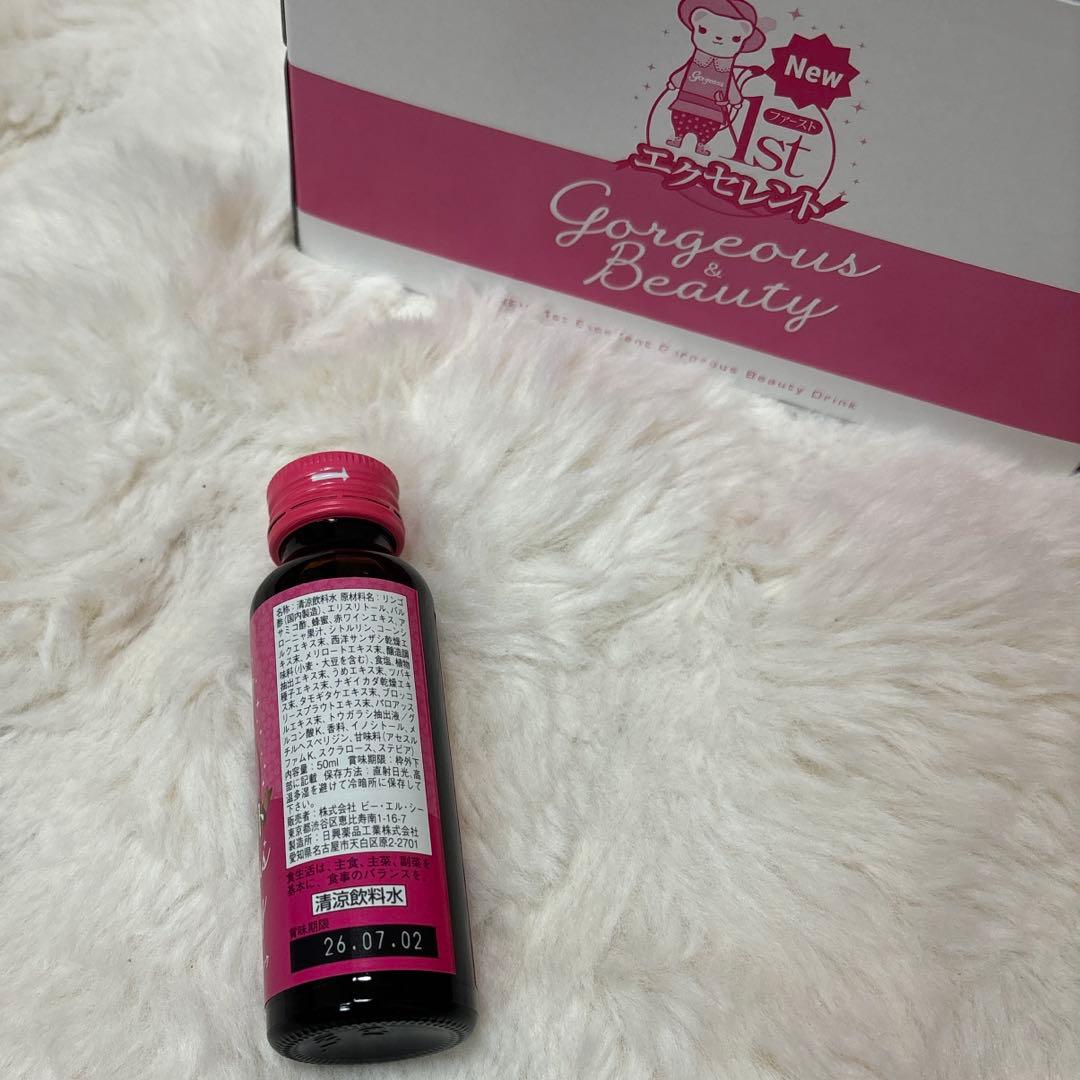 Gorgeous
New
ファースト
1st
エクセレント
Gorgeous
&
Beauty
1st Excellent Gorgeous Beauty Drink
名称：清涼飲料水 原材料名：リンゴ
酢(国内製造)、エリスリトール、バル
サミコ酢、蜂蜜、赤ワインエキス、ア
ローニャ果汁、シトルリン、コーンシ
ルクエキス末、西洋サンザシ乾燥エ
キス末、メリロートエキス末、醸造調
味料(小麦・大豆を含む)、食塩、植物
抽出エキス末、うめエキス末、ツバキ
種子エキス末、ナギイカダ乾燥エキ
ス末、タモギタケエキス末、ブロッコ
リースプラウトエキス末、バロアッス
ルエキス末、トウガラシ抽出液／グ
ルコン酸K、香料、イノシトール、メ
チルヘスペリジン、甘味料(アセスル
ファムK、スクラロース、ステビア)
内容量：50ml 賞味期限：枠外下
部に記載 保存方法：直射日光、高
温多湿を避けて冷暗所に保存して
下さい。
販売者：株式会社 ビー・エル・シー
東京都渋谷区恵比寿南1-16-7
製造所：日興薬品工業株式会社
愛知県名古屋市天白区原2-2701
食生活は、主食、主菜、副菜を
基本に、食事のバランスを。
清涼飲料水
賞味期限
26.07.02